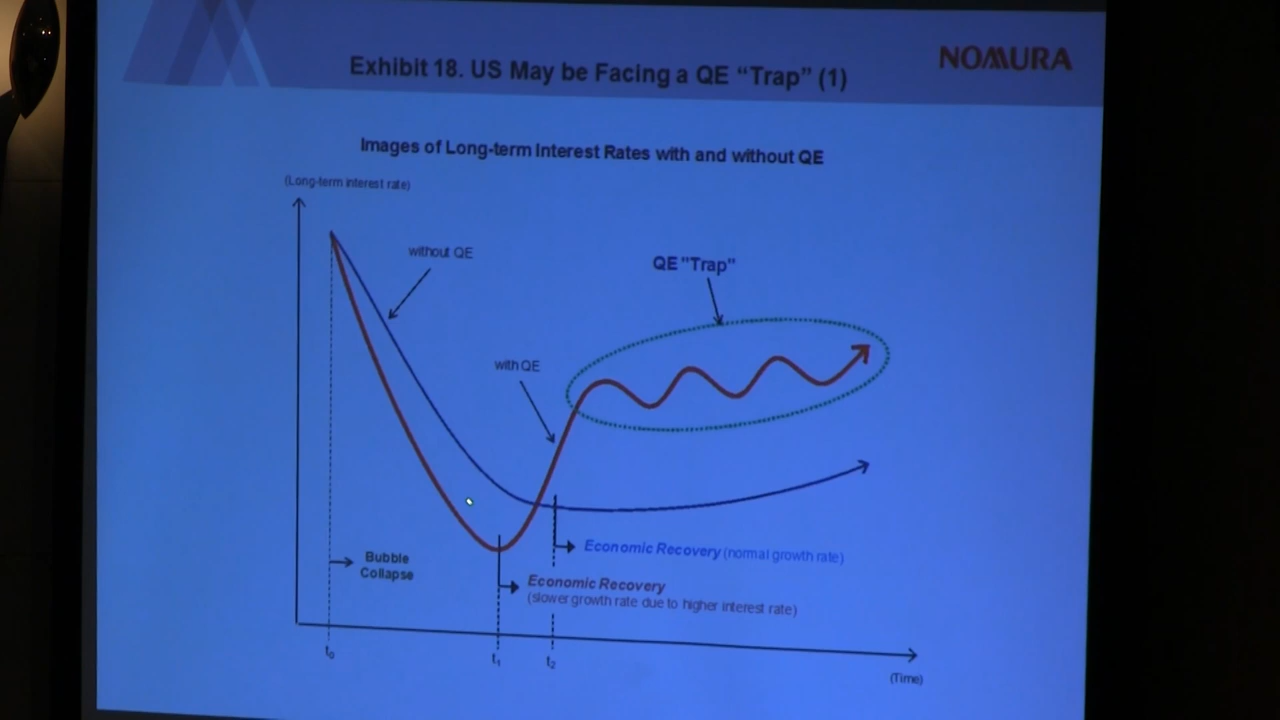 Exhibit 18. US May be Facing a QE “Trap” (1)
NOMURA
Images of Long-term Interest Rates with and without QE
(Long-term interest rate)
without QE
QE "Trap"
with QE
Economic Recovery (normal growth rate)
Bubble
Collapse
Economic Recovery
(slower growth rate due to higher interest rate)
t₀
t₁
t₂
(Time)